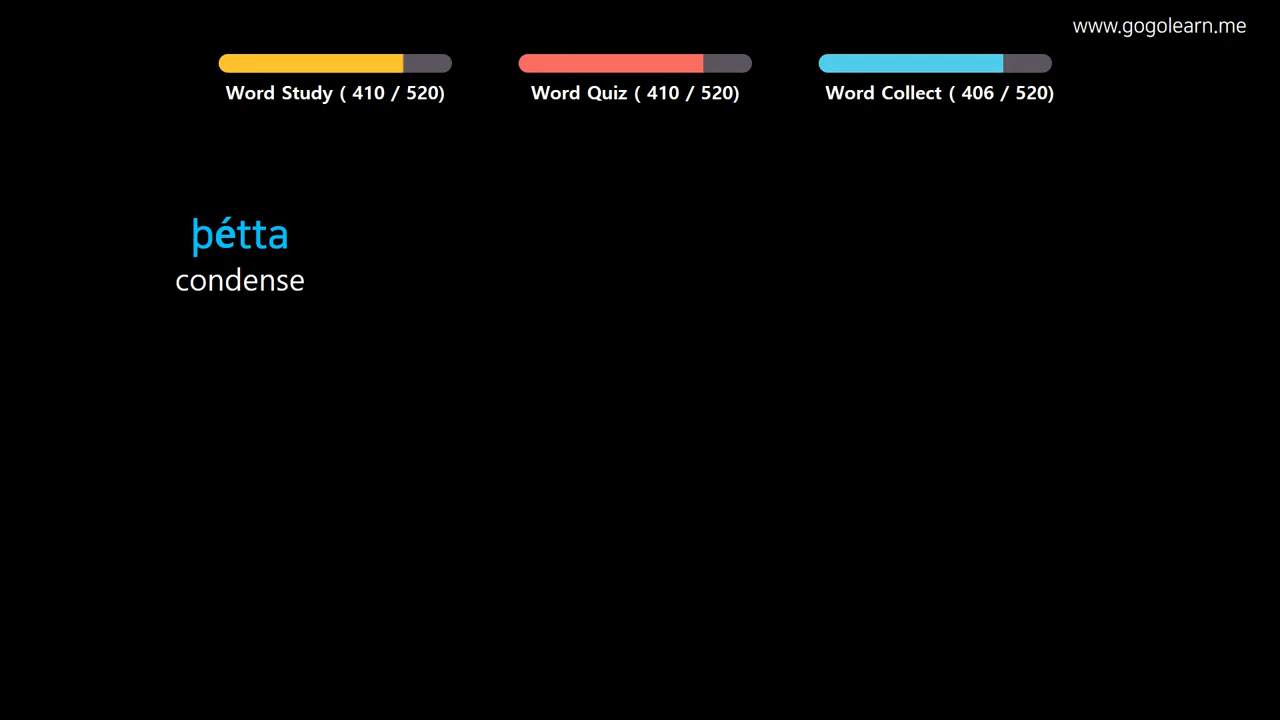 www.gogolearn.me
Word Study ( 410 / 520)
Word Quiz ( 410 / 520)
Word Collect ( 406 / 520)
þétta
condense